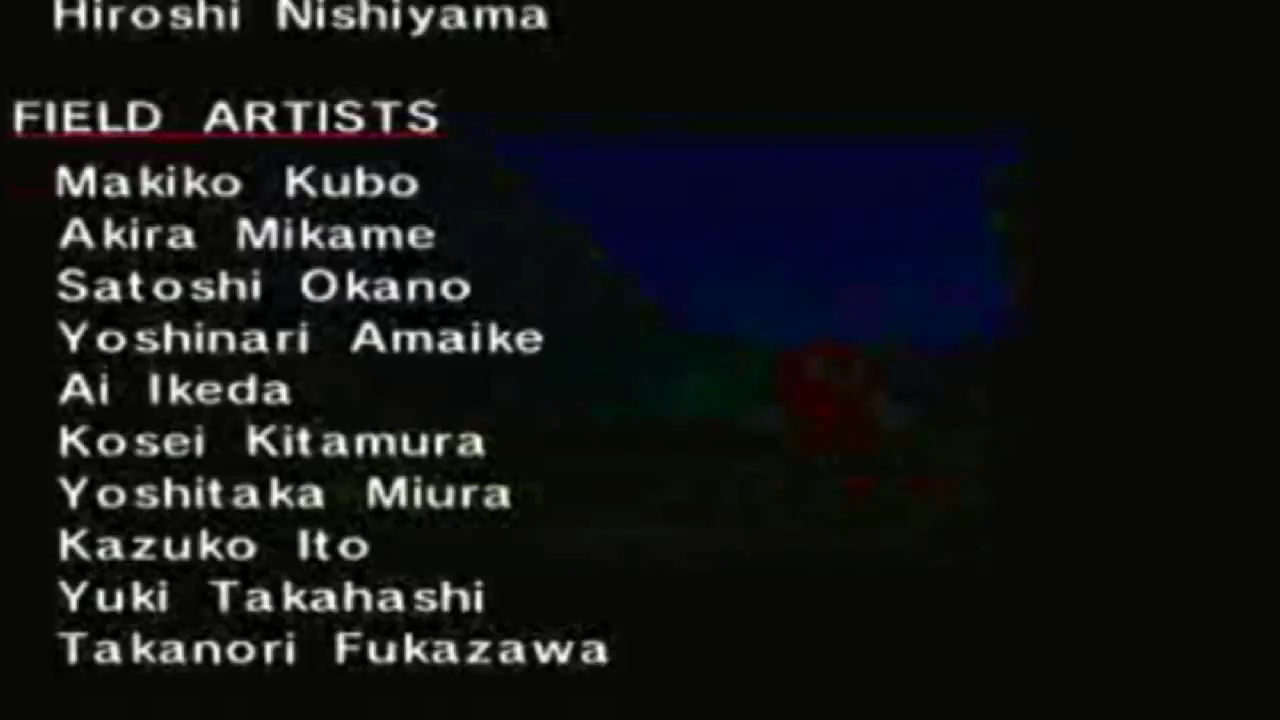 Hiroshi Nishiyama
FIELD ARTISTS
Makiko Kubo
Akira Mikame
Satoshi Okano
Yoshinari Amaike
Ai Ikeda
Kosei Kitamura
Yoshitaka Miura
Kazuko Ito
Yuki Takahashi
Takanori Fukazawa